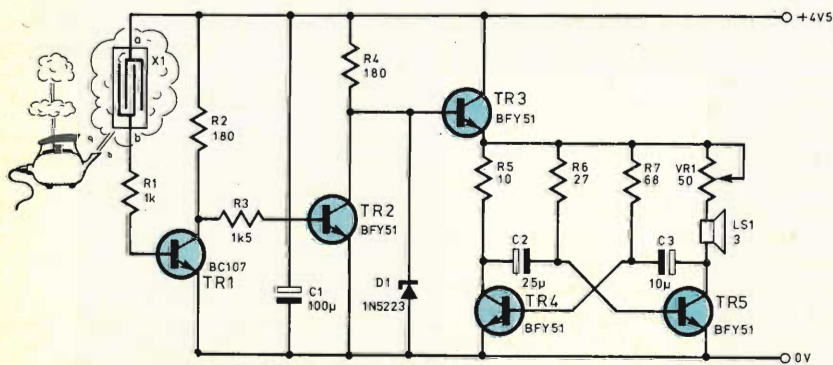 +4V5
a
X1
b
R1
1k
R2
180
R3
1k5
BC107
TR1
C1
100µ
R4
180
TR2
BFY51
D1
1N5223
TR3
BFY51
R5
10
R6
27
R7
68
VR1
50
LS1
3
C2
25µ
C3
10µ
TR4
BFY51
TR5
BFY51
0V